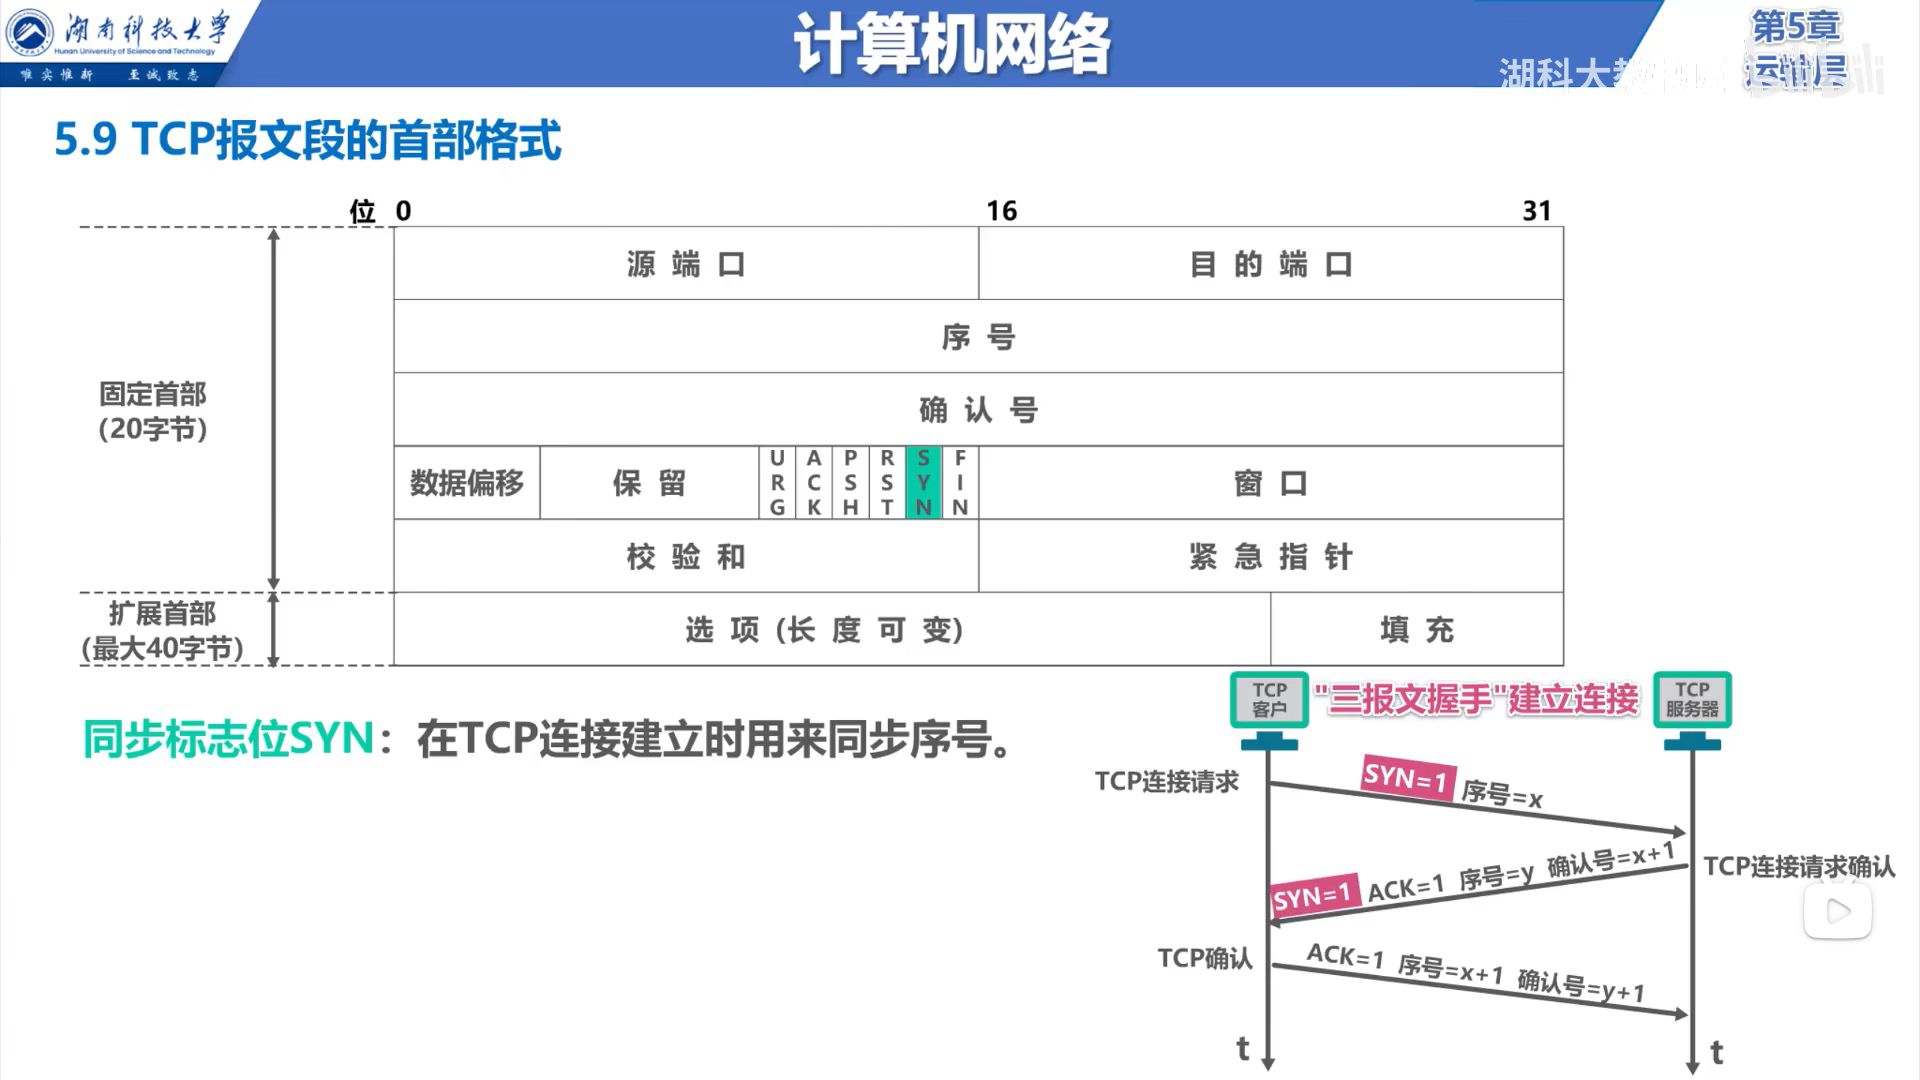 湖南科技大学
Hunan University of Science and Technology
唯实惟新 至诚致志
计算机网络
第5章
运输层
湖科大教
bilibili
5.9 TCP报文段的首部格式
位 0 16 31
源端口 目的端口
序号
确认号
固定首部
(20字节)
数据偏移 保留 URG ACK PSH RST SYN FIN 窗口
校验和 紧急指针
扩展首部
(最大40字节)
选项(长度可变) 填充
同步标志位SYN：在TCP连接建立时用来同步序号。
TCP
客户
"三报文握手"建立连接
TCP
服务器
TCP连接请求
SYN=1 序号=x
SYN=1 ACK=1 序号=y 确认号=x+1
TCP连接请求确认
TCP确认
ACK=1 序号=x+1 确认号=y+1
t t